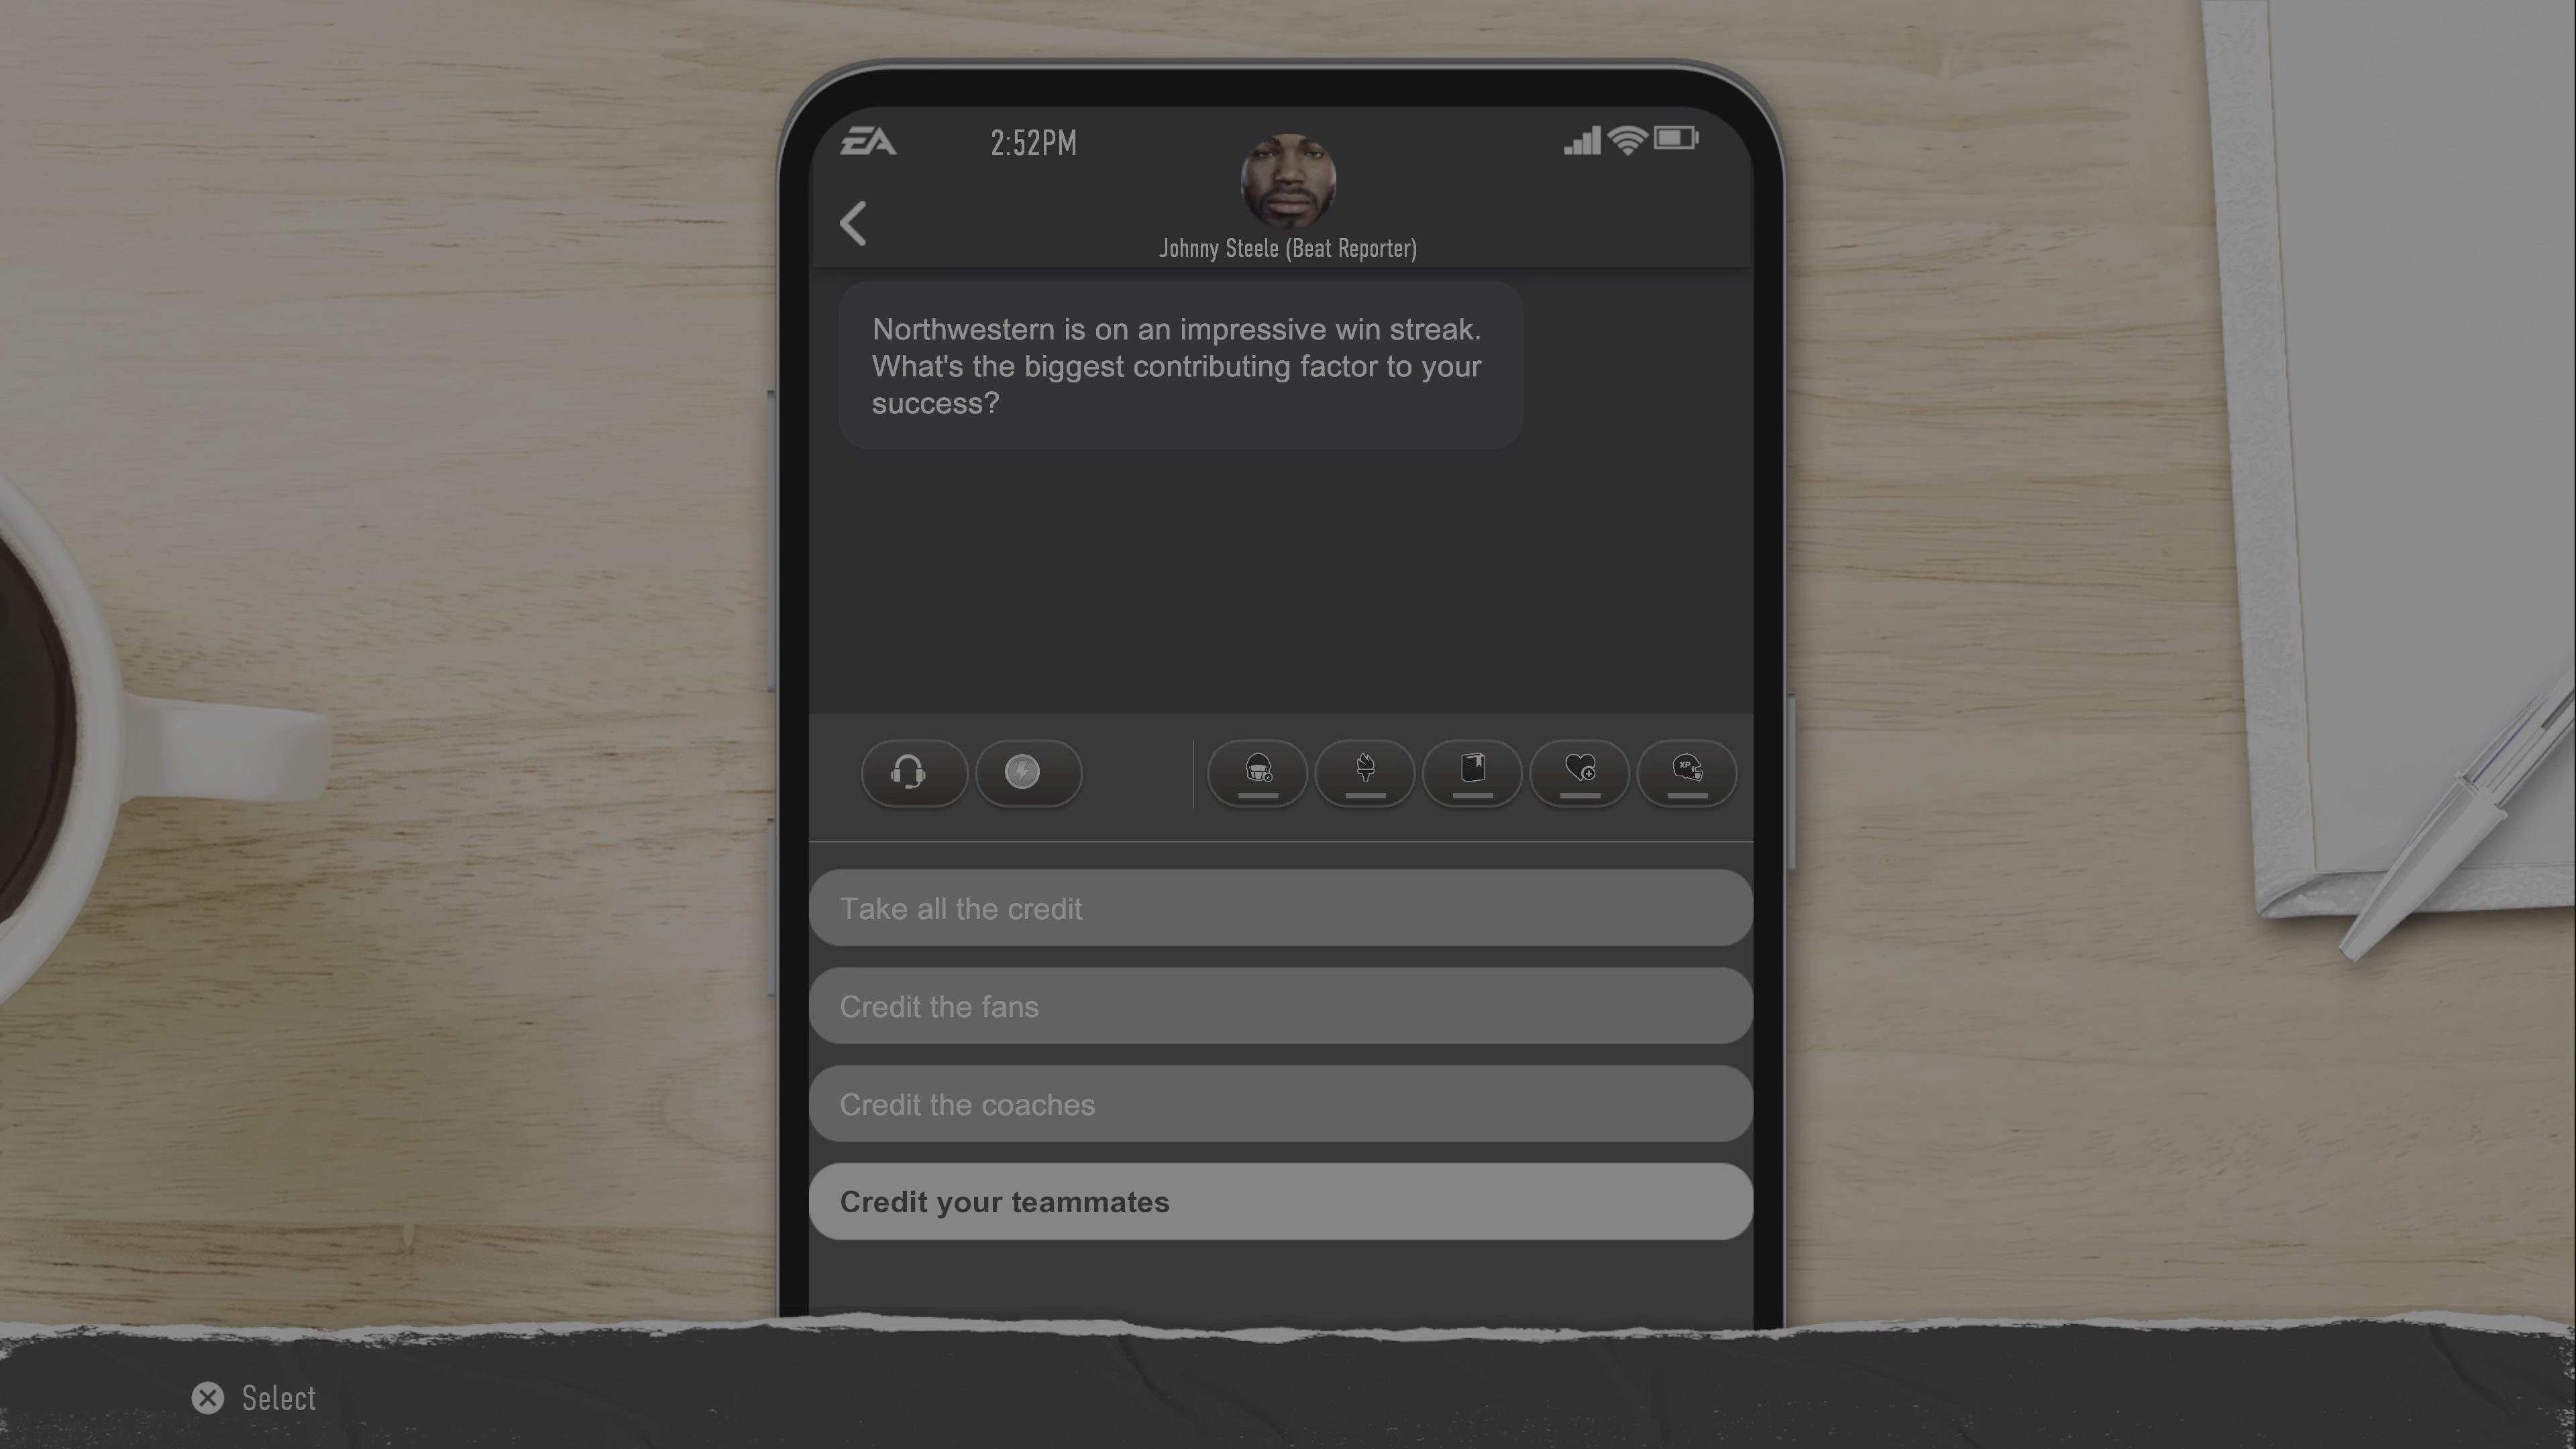 EA
2:52PM
Johnny Steele (Beat Reporter)
Northwestern is on an impressive win streak.
What's the biggest contributing factor to your
success?
XP
Take all the credit
Credit the fans
Credit the coaches
Credit your teammates
Select